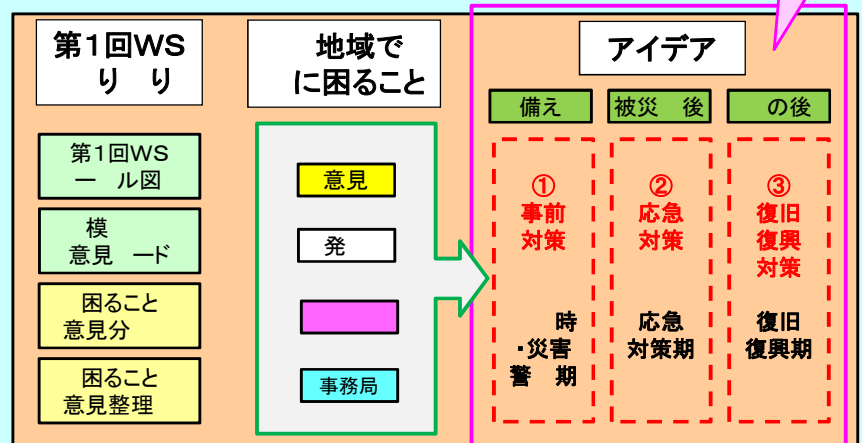 第1回WS
り り
地域で
に困ること
アイデア
備え
被災 後
の後
第1回WS
ー ル図
模
意見 ード
困ること
意見分
困ること
意見整理
意見
発
事務局
①
事前
対策
時
・災害
警 期
②
応急
対策
応急
対策期
③
復旧
復興
対策
復旧
復興期